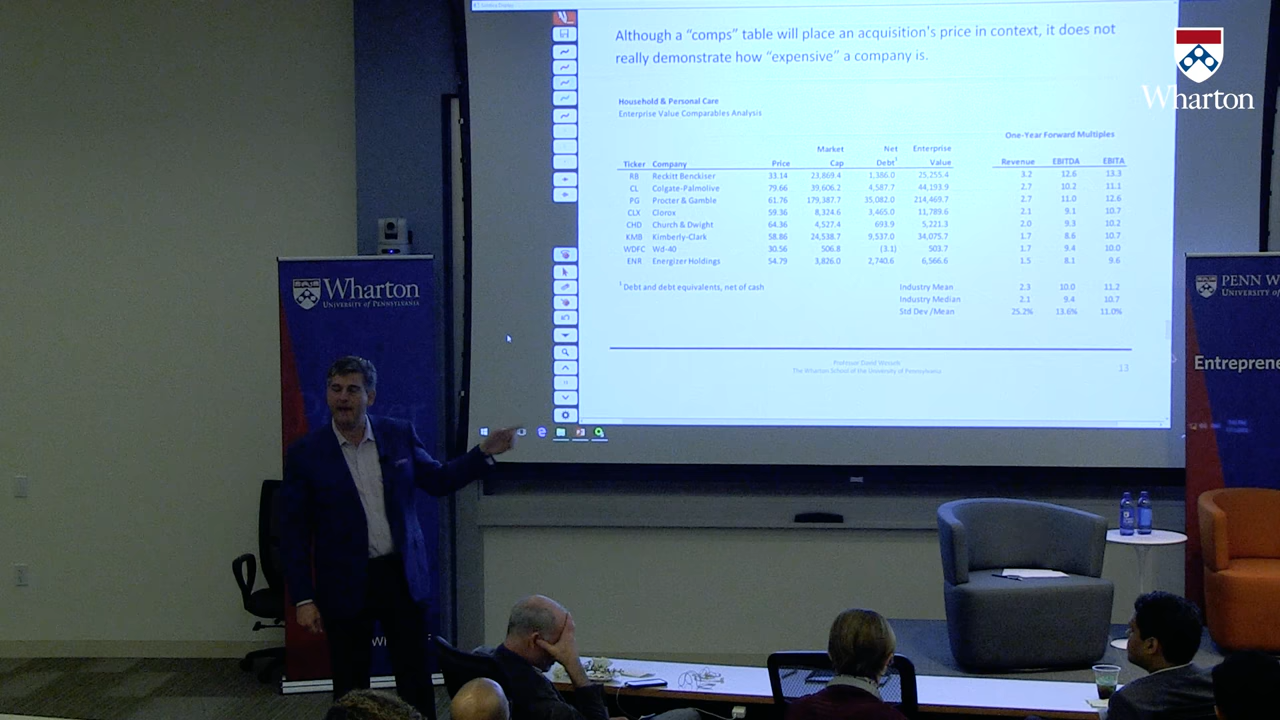 Although a "comps" table will place an acquisition's price in context, it does not
really demonstrate how "expensive" a company is.
Wharton
Household & Personal Care
Enterprise Value Comparables Analysis
One-Year Forward Multiples
Market Net Enterprise
Ticker Company Price Cap Debt1 Value Revenue EBITDA EBITA
RB Reckitt Benckiser 33.14 23,869.4 1,386.0 25,255.4 3.2 12.6 13.3
CL Colgate-Palmolive 79.66 39,606.2 4,587.7 44,193.9 2.7 10.2 11.1
PG Procter & Gamble 61.76 179,387.7 35,082.0 214,469.7 2.7 11.0 12.6
CLX Clorox 59.36 8,324.6 3,465.0 11,789.6 2.1 9.1 10.7
CHD Church & Dwight 64.36 4,527.4 693.9 5,221.3 2.0 9.3 10.2
KMB Kimberly-Clark 58.86 24,538.7 9,537.0 34,075.7 1.7 8.6 10.7
WDFC Wd-40 30.56 506.8 (3.1) 503.7 1.7 9.4 10.0
ENR Energizer Holdings 54.79 3,826.0 2,740.6 6,566.6 1.5 8.1 9.6
1 Debt and debt equivalents, net of cash
Industry Mean 2.3 10.0 11.2
Industry Median 2.1 9.4 10.7
Std Dev /Mean 25.2% 13.6% 11.0%
Professor David Wessels
The Wharton School of the University of Pennsylvania
13
Wharton
UNIVERSITY OF PENNSYLVANIA
PENN W
UNIVERSITY OF
Entreprene